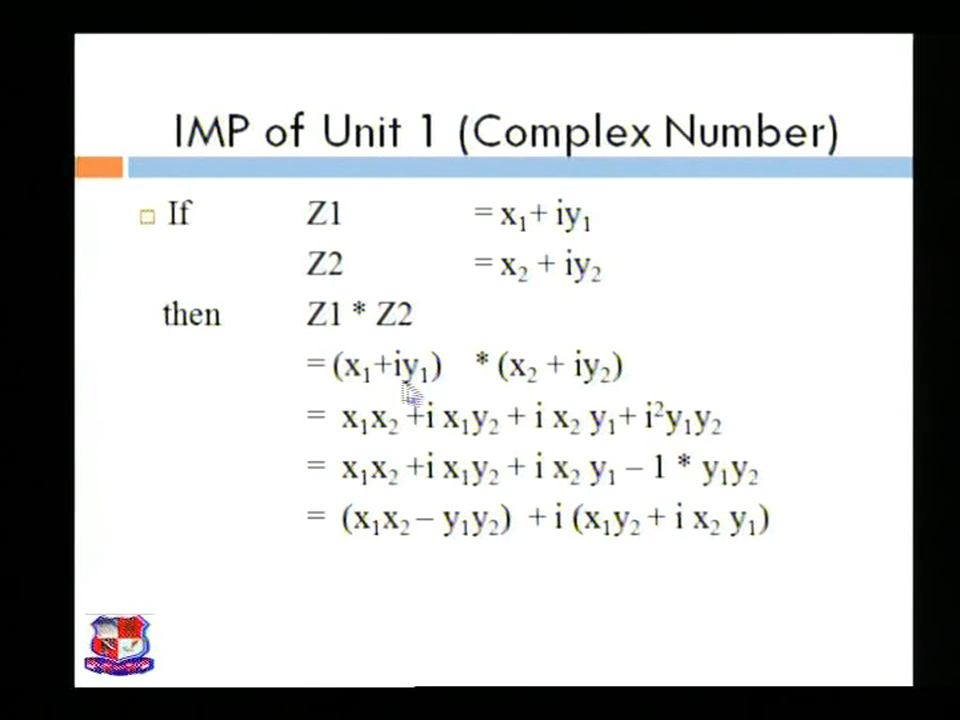 IMP of Unit 1 (Complex Number)
If Z1 = x₁+ iy₁
Z2 = x₂ + iy₂
then Z1 * Z2
= (x₁+iy₁) * (x₂ + iy₂)
= x₁x₂ +i x₁y₂ + i x₂ y₁+ i²y₁y₂
= x₁x₂ +i x₁y₂ + i x₂ y₁ – 1 * y₁y₂
= (x₁x₂ – y₁y₂) + i (x₁y₂ + i x₂ y₁)